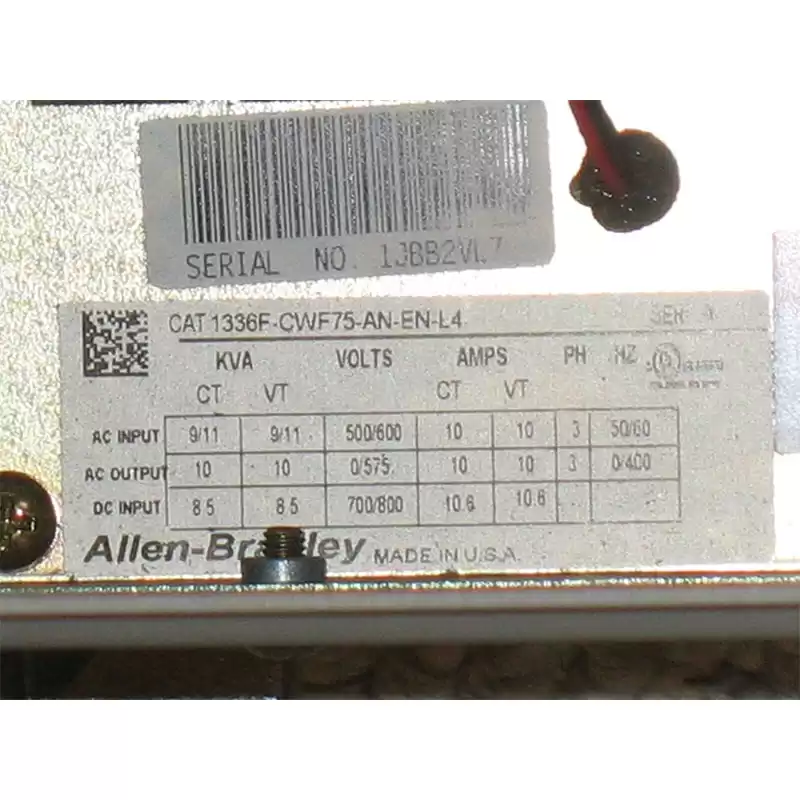 SERIAL NO.
CAT 1336F-CWF75-AN-EN-L4 SER
KVA VOLTS AMPS PH HZ
CT VT CT VT
AC INPUT 9/11 9/11 500/600 10 10 3 50/60
AC OUTPUT 10 10 0/575 10 10 3 0/400
DC INPUT 8.5 8.5 700/800 10.6 10.6
Allen-Bradley MADE IN U.S.A.